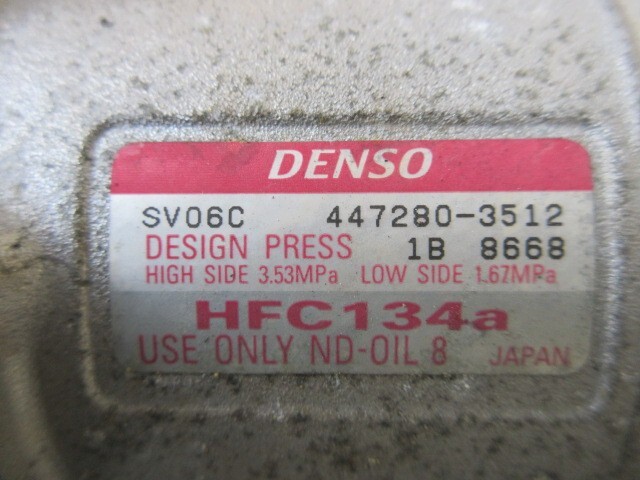 DENSO
SV06C 447280-3512
DESIGN PRESS 1B 8668
HIGH SIDE 3.53MPa LOW SIDE 1.67MPa
HFC134a
USE ONLY ND-OIL 8 JAPAN